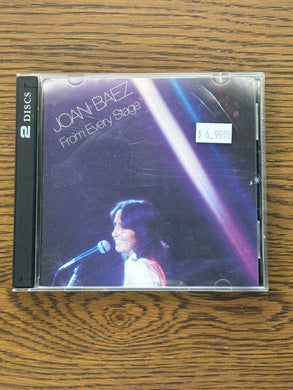 JOAN BAEZ
From Every Stage
$ 6.99
2 DISCS